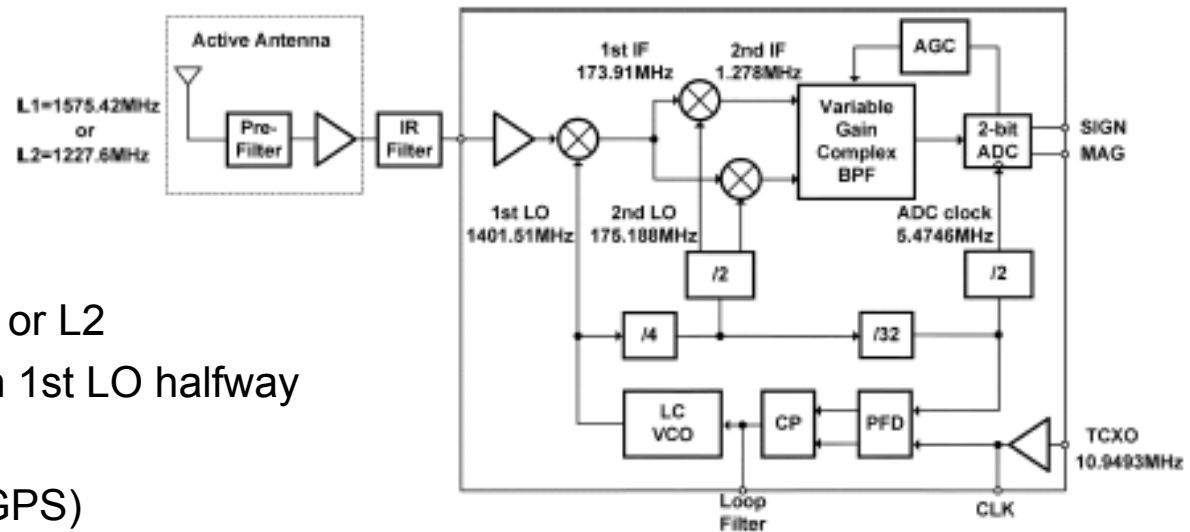 Active Antenna
L1=1575.42MHz
or
L2=1227.6MHz
Pre-
Filter
IR
Filter
1st IF
173.91MHz
2nd IF
1.278MHz
AGC
Variable
Gain
Complex
BPF
2-bit
ADC
SIGN
MAG
1st LO
1401.51MHz
2nd LO
175.188MHz
ADC clock
5.4746MHz
/2
/2
/4
/32
LC
VCO
CP
PFD
TCXO
10.9493MHz
Loop
Filter
CLK
or L2
1st LO halfway
GPS)